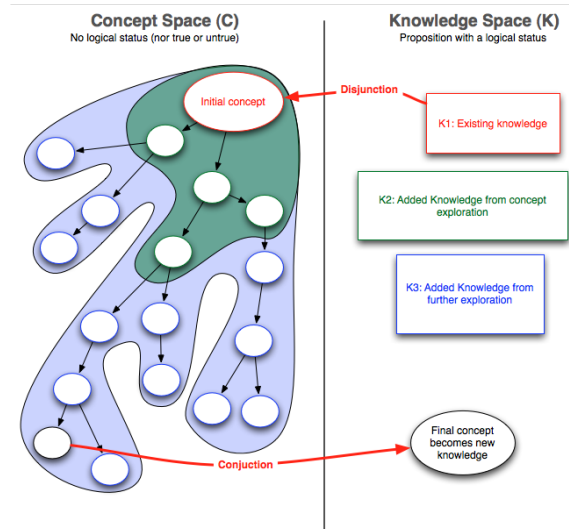 Concept Space (C)
No logical status (nor true or untrue)
Knowledge Space (K)
Proposition with a logical status
Initial concept
Disjunction
K1: Existing knowledge
K2: Added Knowledge from concept
exploration
K3: Added Knowledge from
further exploration
Conjuction
Final concept
becomes new
knowledge